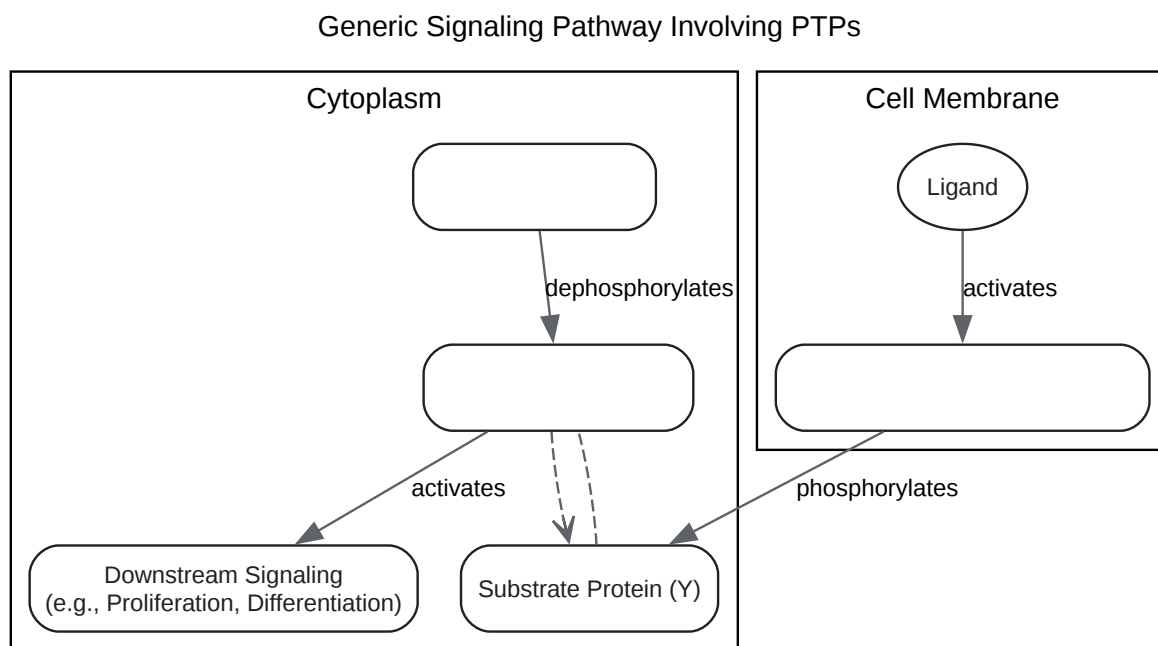 Generic Signaling Pathway Involving PTPs
Cytoplasm
Cell Membrane
Ligand
dephosphorylates
activates
activates
phosphorylates
Downstream Signaling
(e.g., Proliferation, Differentiation)
Substrate Protein (Y)